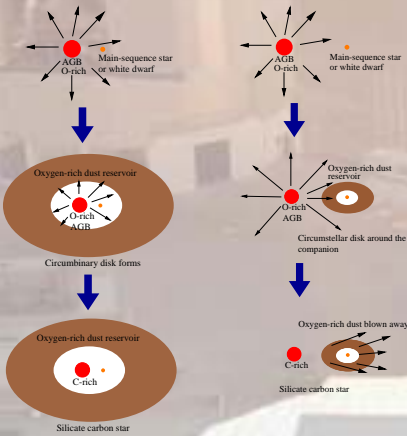 AGB
O-rich
Main-sequence star
or white dwarf
AGB
O-rich
Main-sequence star
or white dwarf
Oxygen-rich dust reservoir
O-rich
AGB
Circumbinary disk forms
Oxygen-rich dust
reservoir
O-rich
AGB
Circumstellar disk around the
companion
Oxygen-rich dust reservoir
C-rich
Silicate carbon star
Oxygen-rich dust blown away
C-rich
Silicate carbon star